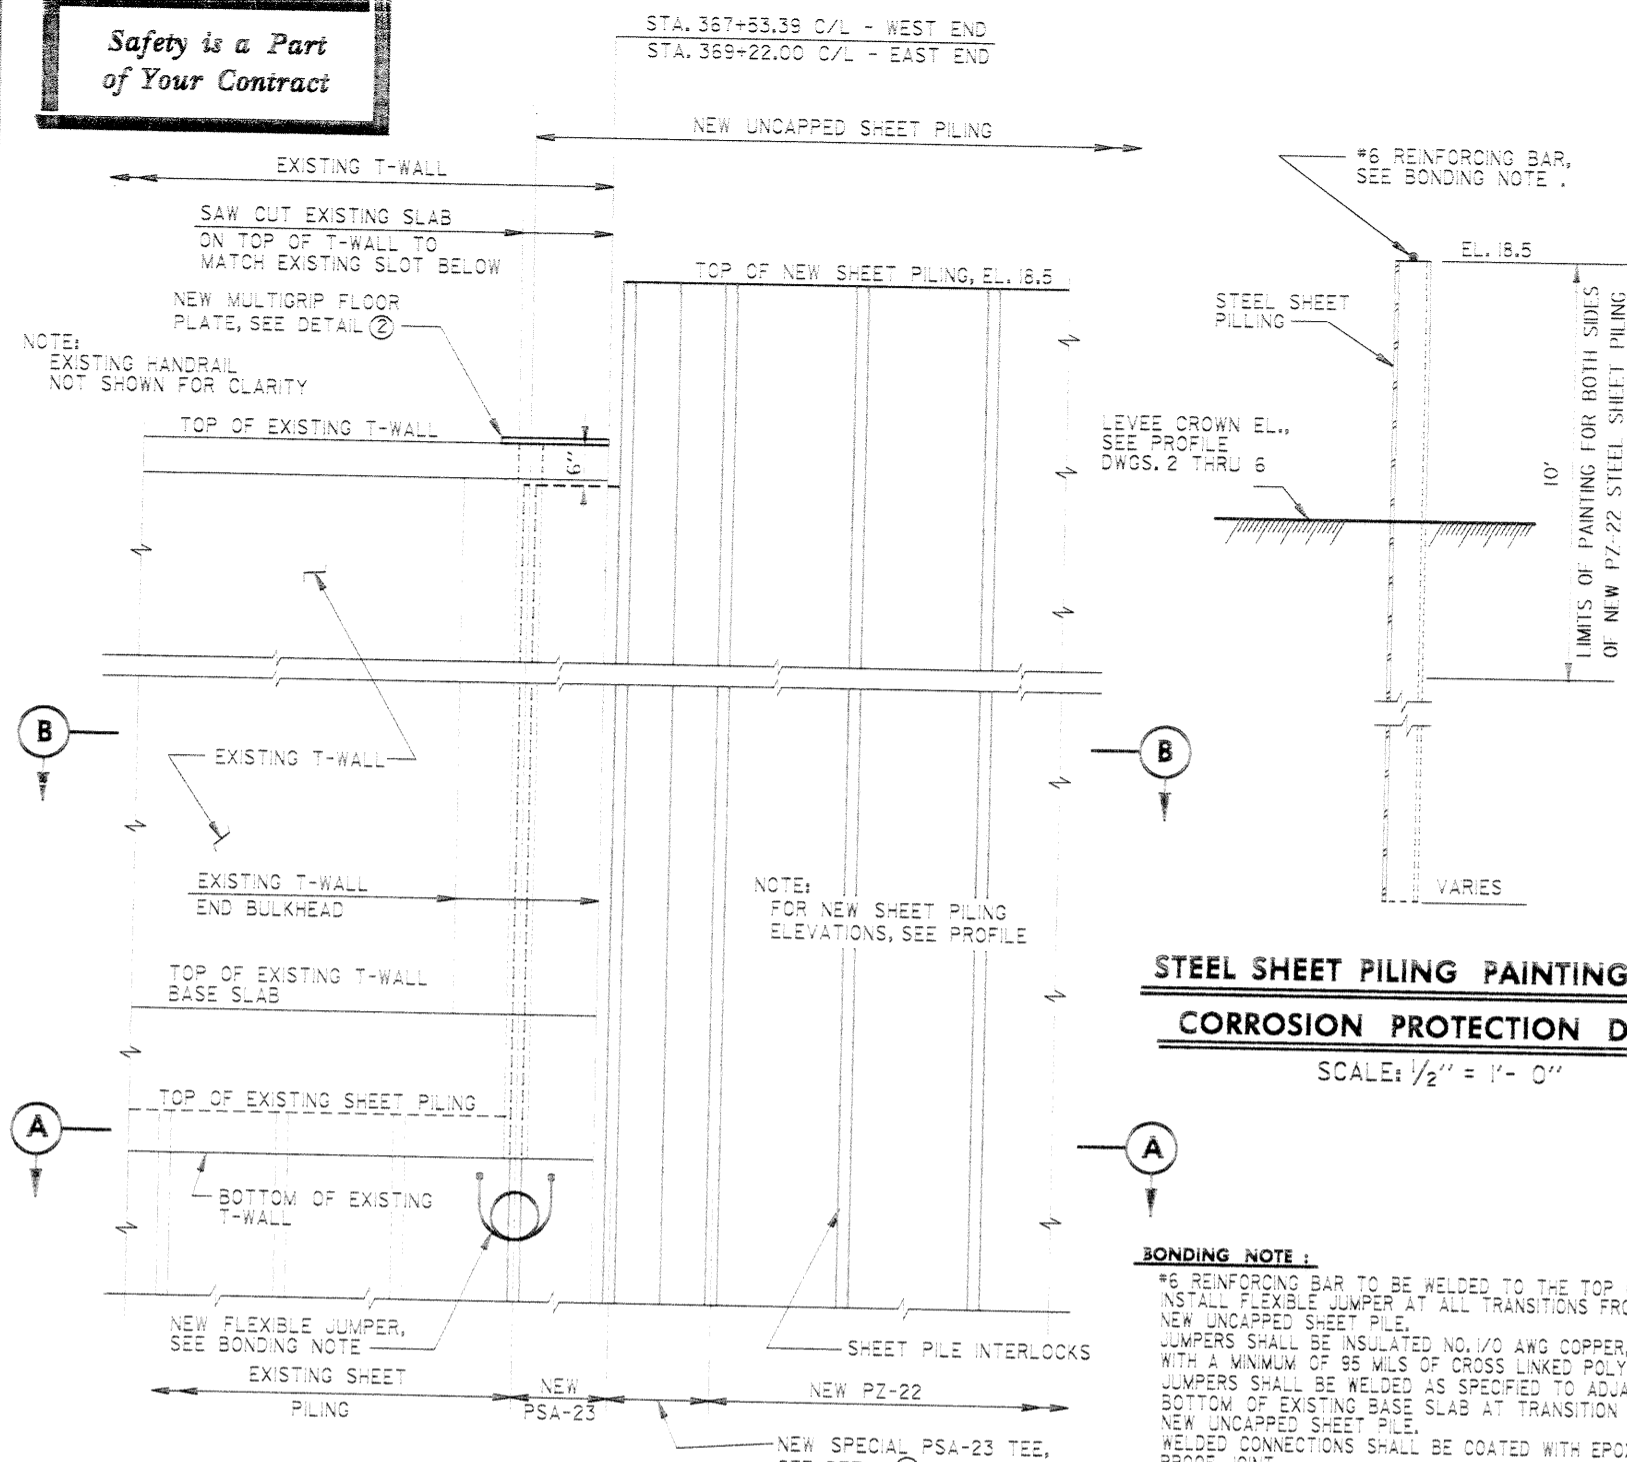 Safety is a Part
of Your Contract
STA. 367+53.39 C/L - WEST END
STA. 369+22.00 C/L - EAST END
NEW UNCAPPED SHEET PILING
EXISTING T-WALL
SAW CUT EXISTING SLAB
ON TOP OF T-WALL TO
MATCH EXISTING SLOT BELOW
TOP OF NEW SHEET PILING, EL. 18.5
NEW MULTIGRIP FLOOR
PLATE, SEE DETAIL 2
NOTE:
EXISTING HANDRAIL
NOT SHOWN FOR CLARITY
TOP OF EXISTING T-WALL
6"
#6 REINFORCING BAR,
SEE BONDING NOTE .
EL. 18.5
STEEL SHEET
PILLING
LEVEE CROWN EL.,
SEE PROFILE
DWGS. 2 THRU 6
10'
LIMITS OF PAINTING FOR BOTH SIDES
OF NEW PZ-22 STEEL SHEET PILING
B
B
EXISTING T-WALL
EXISTING T-WALL
END BULKHEAD
NOTE:
FOR NEW SHEET PILING
ELEVATIONS, SEE PROFILE
VARIES
TOP OF EXISTING T-WALL
BASE SLAB
STEEL SHEET PILING PAINTING
CORROSION PROTECTION D
SCALE: 1/2" = 1'- 0"
TOP OF EXISTING SHEET PILING
A
A
BOTTOM OF EXISTING
T-WALL
NEW FLEXIBLE JUMPER,
SEE BONDING NOTE
SHEET PILE INTERLOCKS
EXISTING SHEET
PILING
NEW
PSA-23
NEW PZ-22
NEW SPECIAL PSA-23 TEE,
BONDING NOTE :
#6 REINFORCING BAR TO BE WELDED TO THE TOP
INSTALL FLEXIBLE JUMPER AT ALL TRANSITIONS FRO
NEW UNCAPPED SHEET PILE.
JUMPERS SHALL BE INSULATED NO. 1/0 AWG COPPER,
WITH A MINIMUM OF 95 MILS OF CROSS LINKED POLY
JUMPERS SHALL BE WELDED AS SPECIFIED TO ADJA
BOTTOM OF EXISTING BASE SLAB AT TRANSITION
NEW UNCAPPED SHEET PILE.
WELDED CONNECTIONS SHALL BE COATED WITH EPO
PROOF JOINT